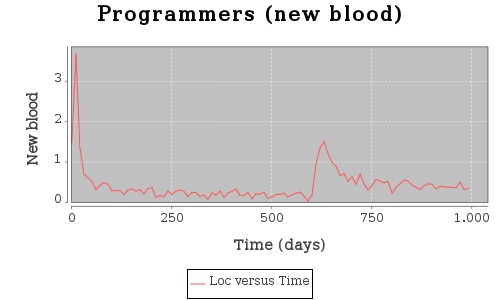 Programmers (new blood)
New blood
3
2
1
0
0 250 500 750 1.000
Time (days)
Loc versus Time